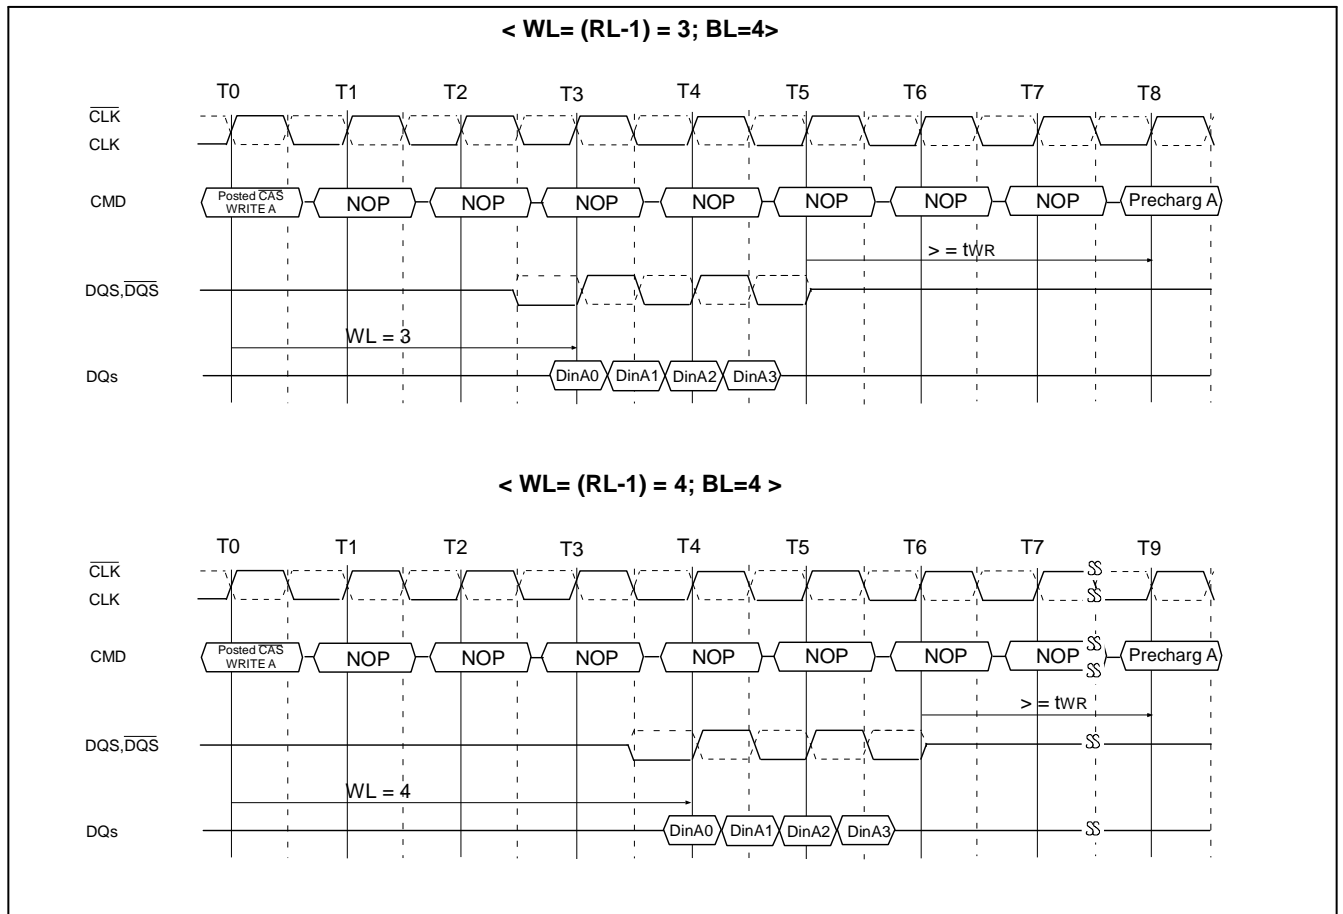 < WL= (RL-1) = 3; BL=4>
T0 T1 T2 T3 T4 T5 T6 T7 T8
CLK
CLK
CMD
Posted CAS
WRITE A
NOP NOP NOP NOP NOP NOP NOP Precharg A
> = tWR
DQS,DQS
WL = 3
DQs
DinA0 DinA1 DinA2 DinA3
< WL= (RL-1) = 4; BL=4 >
T0 T1 T2 T3 T4 T5 T6 T7 T9
CLK
CLK
CMD
Posted CAS
WRITE A
NOP NOP NOP NOP NOP NOP NOP Precharg A
> = tWR
DQS,DQS
WL = 4
DQs
DinA0 DinA1 DinA2 DinA3